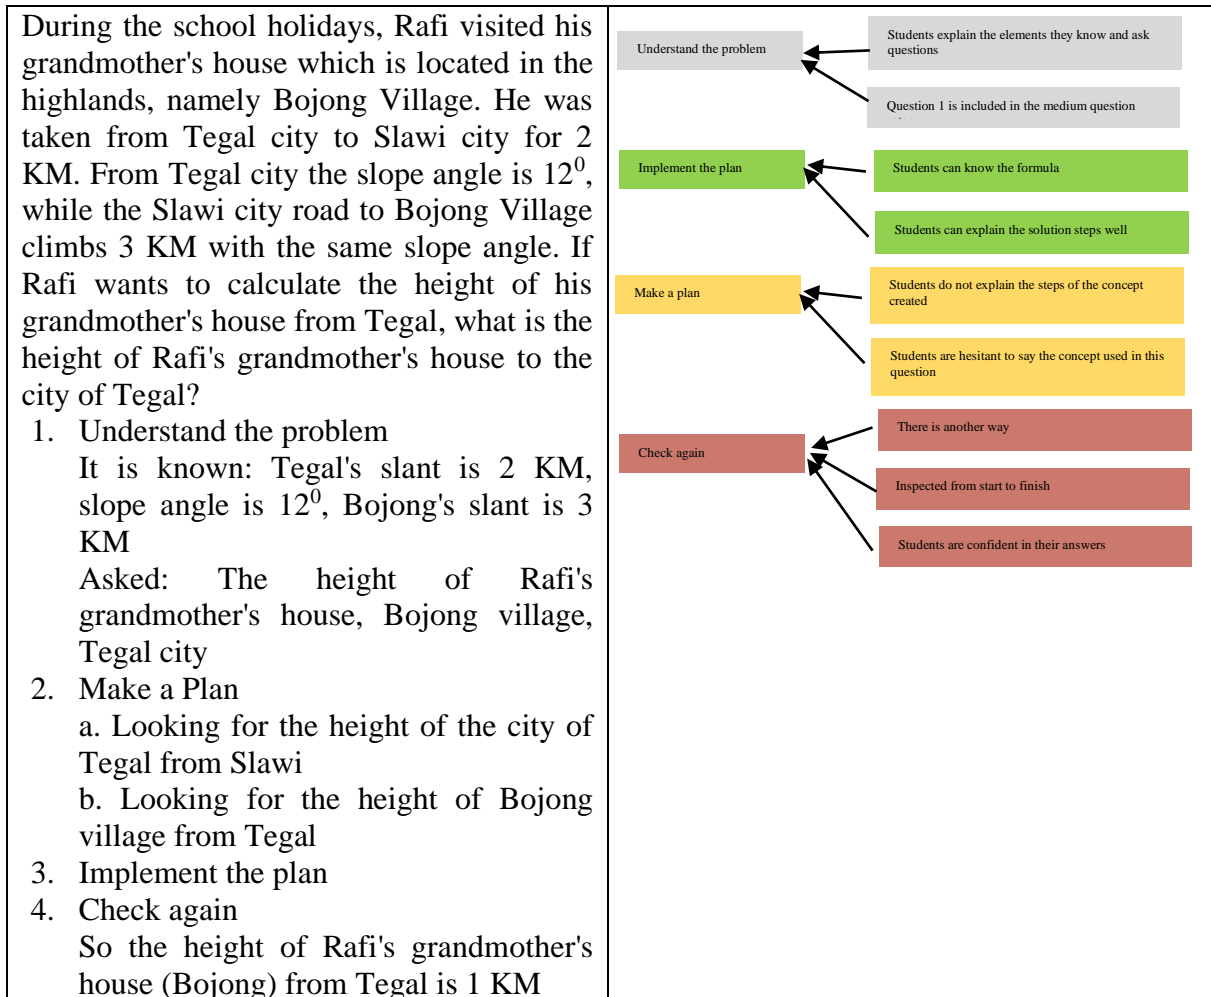 During the school holidays, Rafi visited his
grandmother's house which is located in the
highlands, namely Bojong Village. He was
taken from Tegal city to Slawi city for 2
KM. From Tegal city the slope angle is 12⁰,
while the Slawi city road to Bojong Village
climbs 3 KM with the same slope angle. If
Rafi wants to calculate the height of his
grandmother's house from Tegal, what is the
height of Rafi's grandmother's house to the
city of Tegal?
1. Understand the problem
It is known: Tegal's slant is 2 KM,
slope angle is 12⁰, Bojong's slant is 3
KM
Asked: The height of Rafi's
grandmother's house, Bojong village,
Tegal city
2. Make a Plan
a. Looking for the height of the city of
Tegal from Slawi
b. Looking for the height of Bojong
village from Tegal
3. Implement the plan
4. Check again
So the height of Rafi's grandmother's
house (Bojong) from Tegal is 1 KM
Understand the problem
Students explain the elements they know and ask
questions
Question 1 is included in the medium question
Implement the plan
Students can know the formula
Students can explain the solution steps well
Make a plan
Students do not explain the steps of the concept
created
Students are hesitant to say the concept used in this
question
Check again
There is another way
Inspected from start to finish
Students are confident in their answers